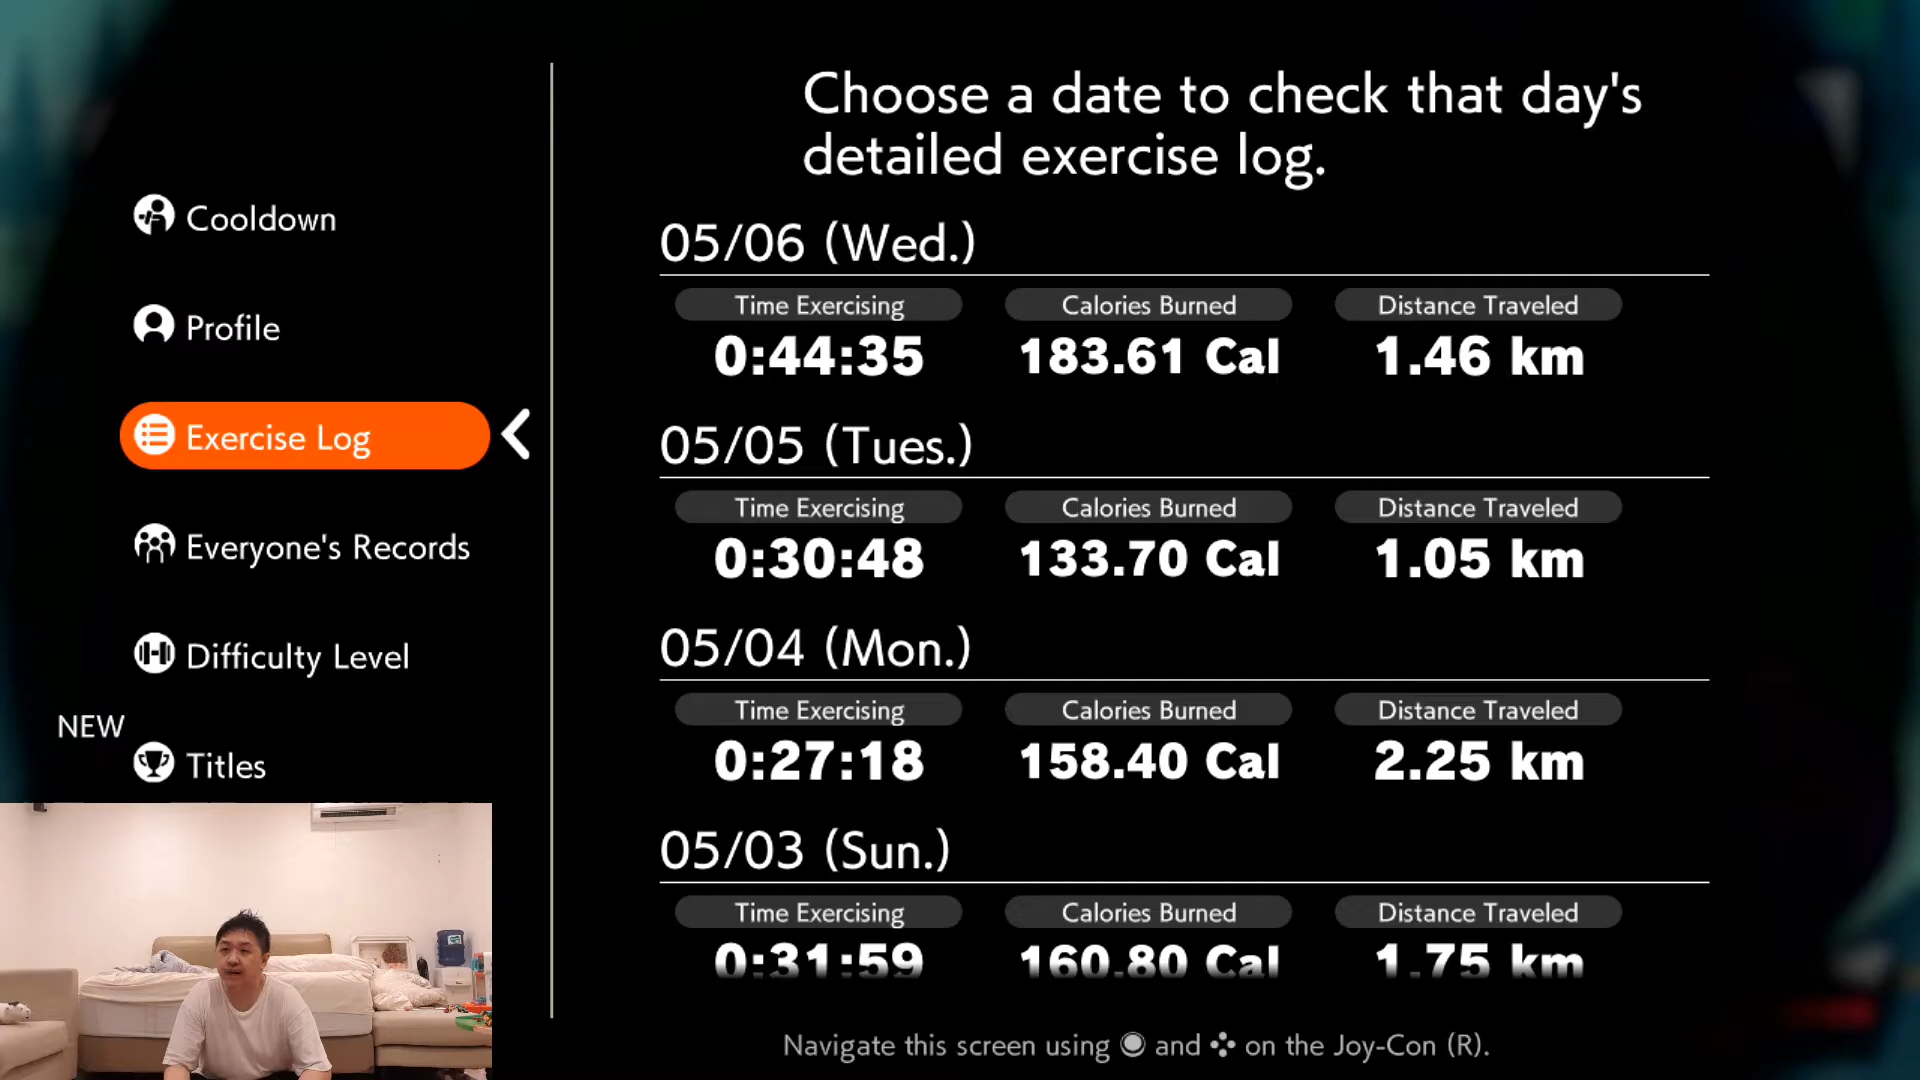 Choose a date to check that day's
detailed exercise log.
Cooldown
Profile
Exercise Log
Everyone's Records
Difficulty Level
NEW
Titles
05/06 (Wed.)
Time Exercising Calories Burned Distance Traveled
0:44:35 183.61 Cal 1.46 km
05/05 (Tues.)
Time Exercising Calories Burned Distance Traveled
0:30:48 133.70 Cal 1.05 km
05/04 (Mon.)
Time Exercising Calories Burned Distance Traveled
0:27:18 158.40 Cal 2.25 km
05/03 (Sun.)
Time Exercising Calories Burned Distance Traveled
0:31:59 160.80 Cal 1.75 km
Navigate this screen using and on the Joy-Con (R).